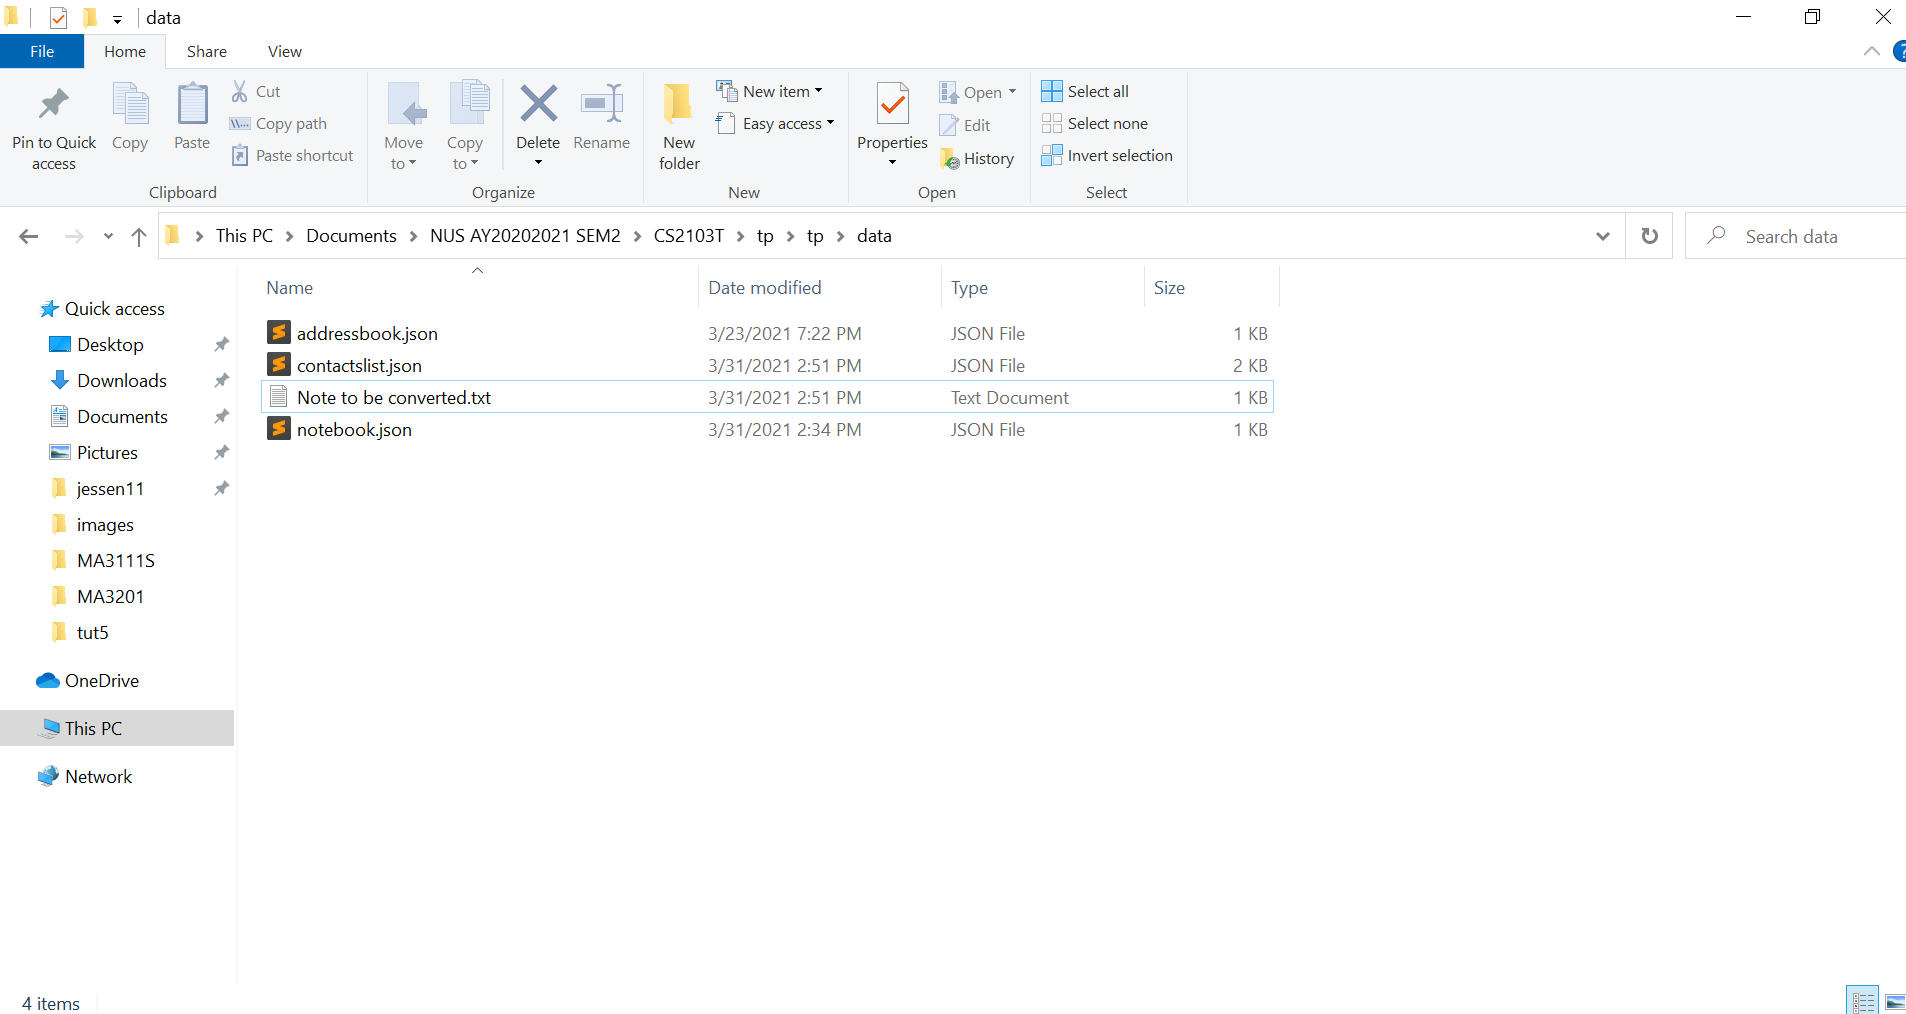 data
File Home Share View
Pin to Quick access
Copy
Paste
Cut
Copy path
Paste shortcut
Clipboard
Move to
Copy to
Delete
Rename
Organize
New folder
New item
Easy access
New
Properties
Open
Edit
History
Open
Select all
Select none
Invert selection
Select
This PC > Documents > NUS AY20202021 SEM2 > CS2103T > tp > tp > data
Search data
Name Date modified Type Size
addressbook.json 3/23/2021 7:22 PM JSON File 1 KB
contactslist.json 3/31/2021 2:51 PM JSON File 2 KB
Note to be converted.txt 3/31/2021 2:51 PM Text Document 1 KB
notebook.json 3/31/2021 2:34 PM JSON File 1 KB
Quick access
Desktop
Downloads
Documents
Pictures
jessen11
images
MA3111S
MA3201
tut5
OneDrive
This PC
Network
4 items